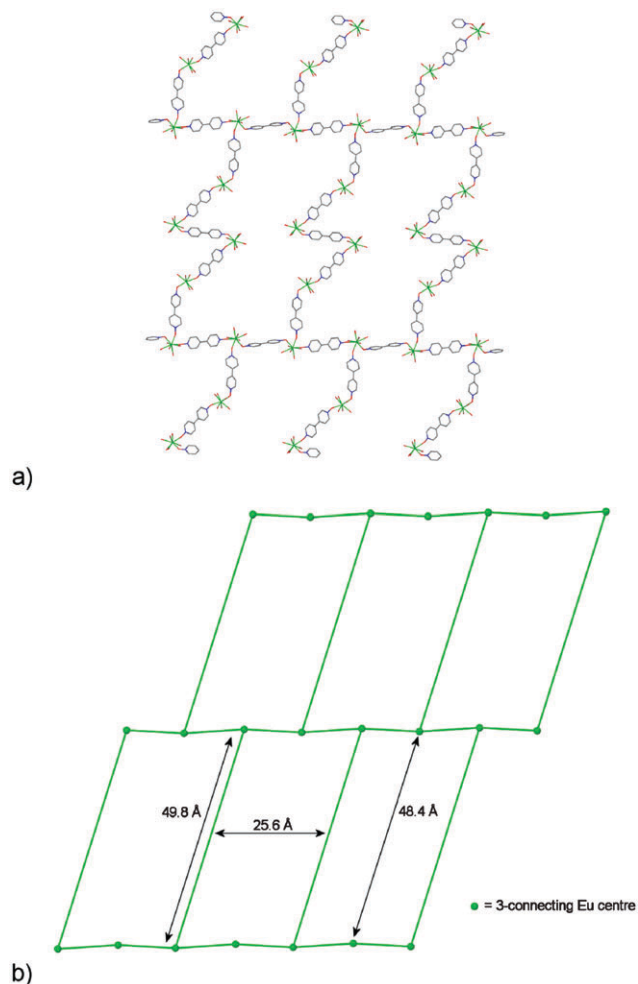 a)
49.8 Å
25.6 Å
48.4 Å
= 3-connecting Eu centre
b)